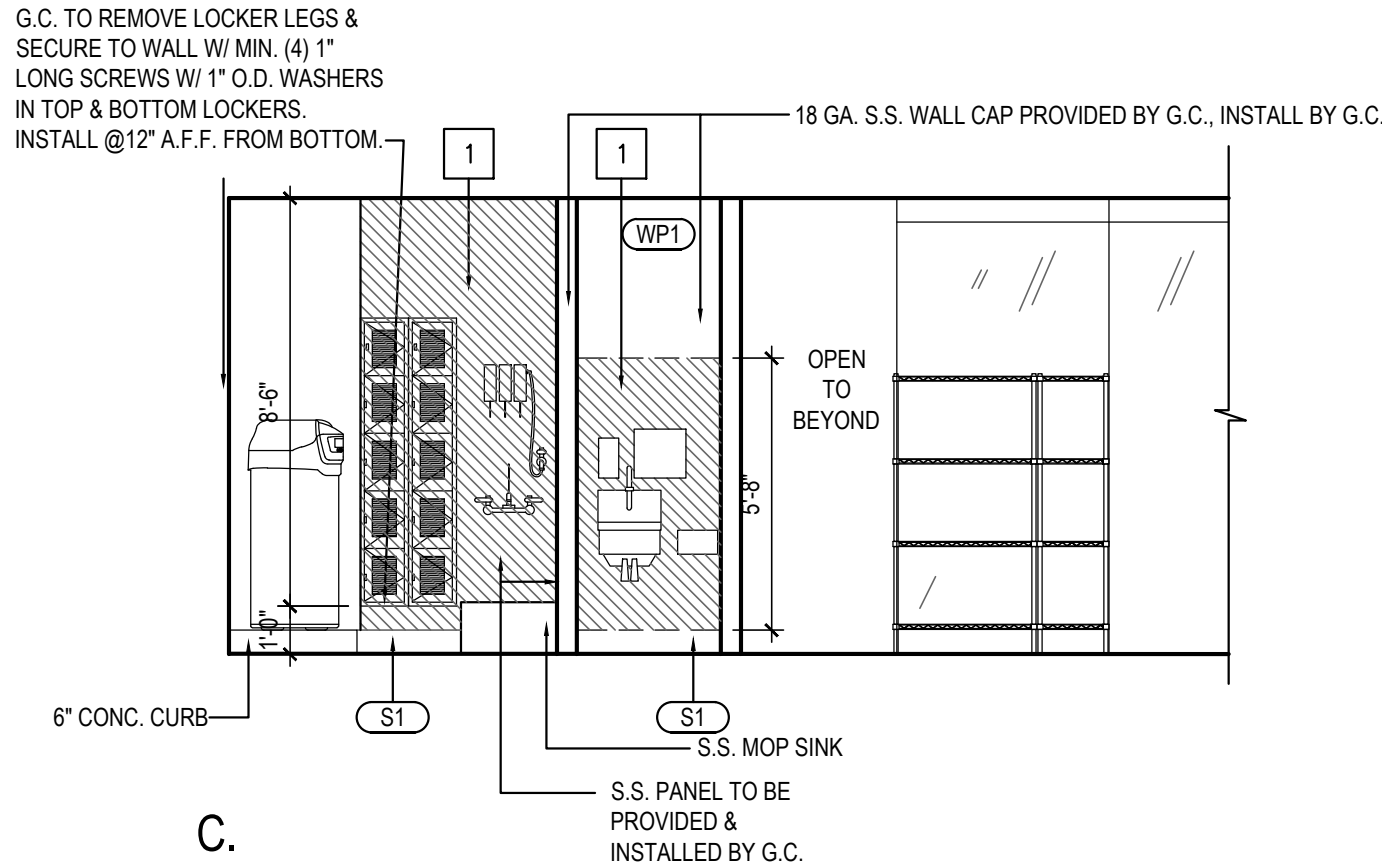 G.C. TO REMOVE LOCKER LEGS &
SECURE TO WALL W/ MIN. (4) 1"
LONG SCREWS W/ 1" O.D. WASHERS
IN TOP & BOTTOM LOCKERS.
INSTALL @12" A.F.F. FROM BOTTOM.
18 GA. S.S. WALL CAP PROVIDED BY G.C., INSTALL BY G.C.
1
1
WP1
8'-6"
1'-0"
5'-8"
OPEN
TO
BEYOND
6" CONC. CURB
S1
S1
S.S. MOP SINK
S.S. PANEL TO BE
PROVIDED &
INSTALLED BY G.C.
C.